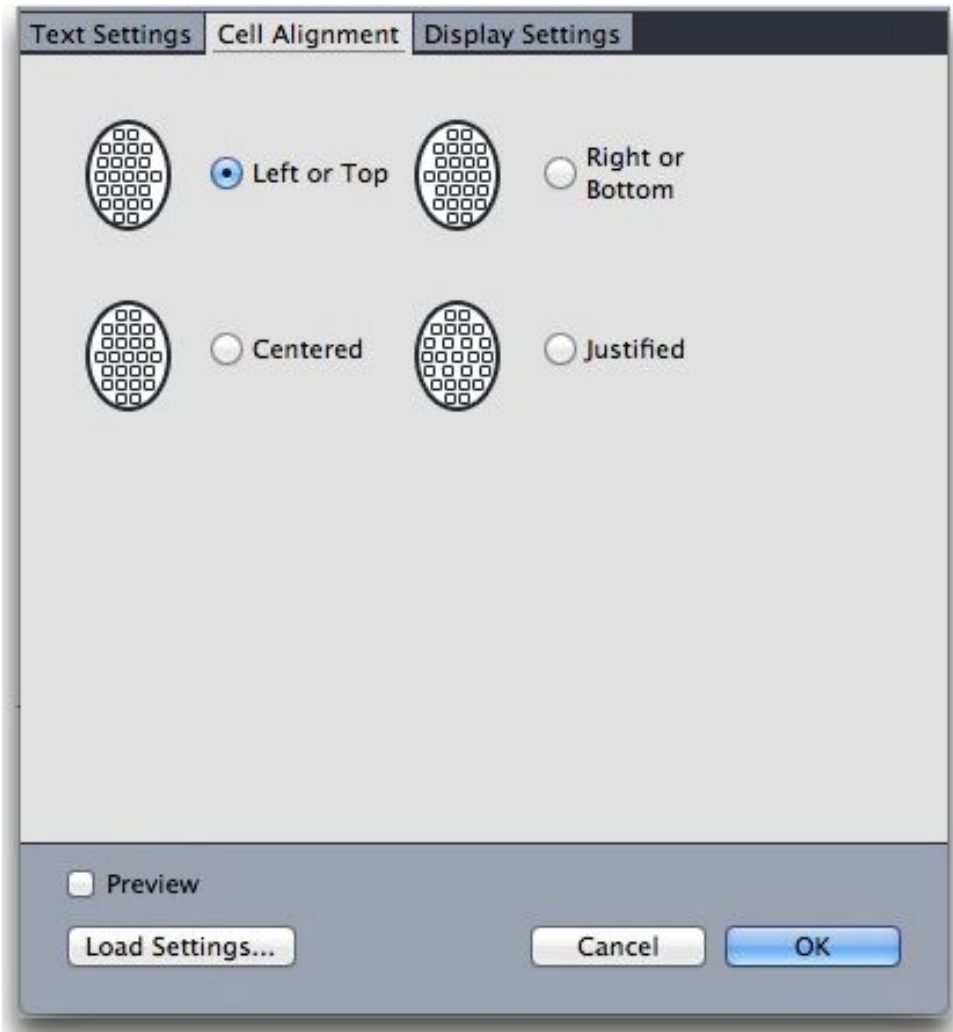 Text Settings Cell Alignment Display Settings
Left or Top
Right or
Bottom
Centered
Justified
Preview
Load Settings...
Cancel
OK